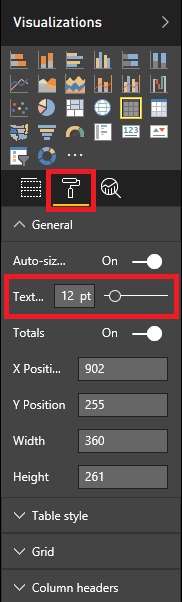 Visualizations
123
General
Auto-siz... On
Text... 12 pt
Totals On
X Positi... 902
Y Position 255
Width 360
Height 261
Table style
Grid
Column headers